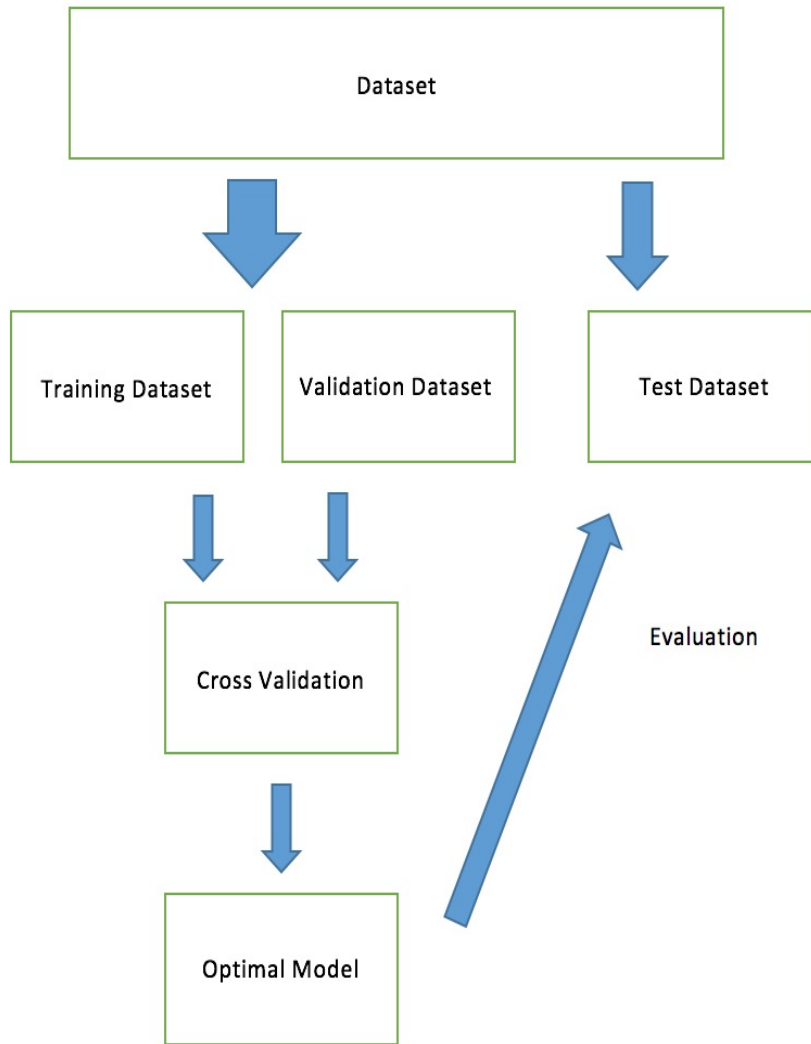 Dataset
Training Dataset
Validation Dataset
Test Dataset
Evaluation
Cross Validation
Optimal Model